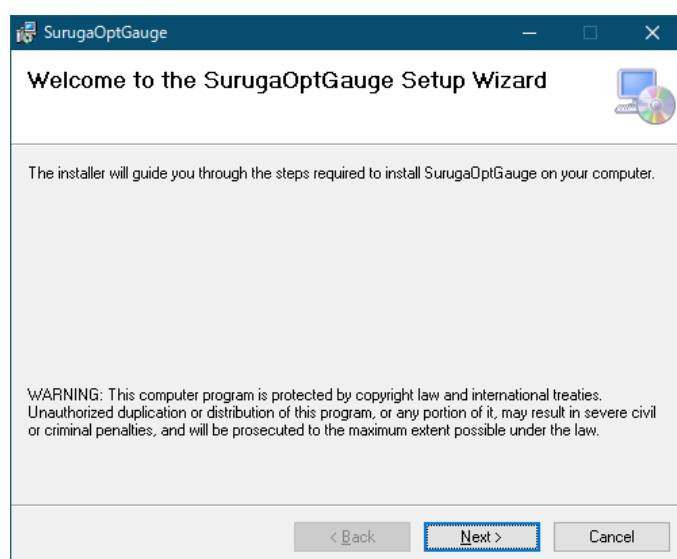 SurugaOptGauge
Welcome to the SurugaOptGauge Setup Wizard
The installer will guide you through the steps required to install SurugaOptGauge on your computer.
WARNING: This computer program is protected by copyright law and international treaties.
Unauthorized duplication or distribution of this program, or any portion of it, may result in severe civil
or criminal penalties, and will be prosecuted to the maximum extent possible under the law.
< Back
Next >
Cancel